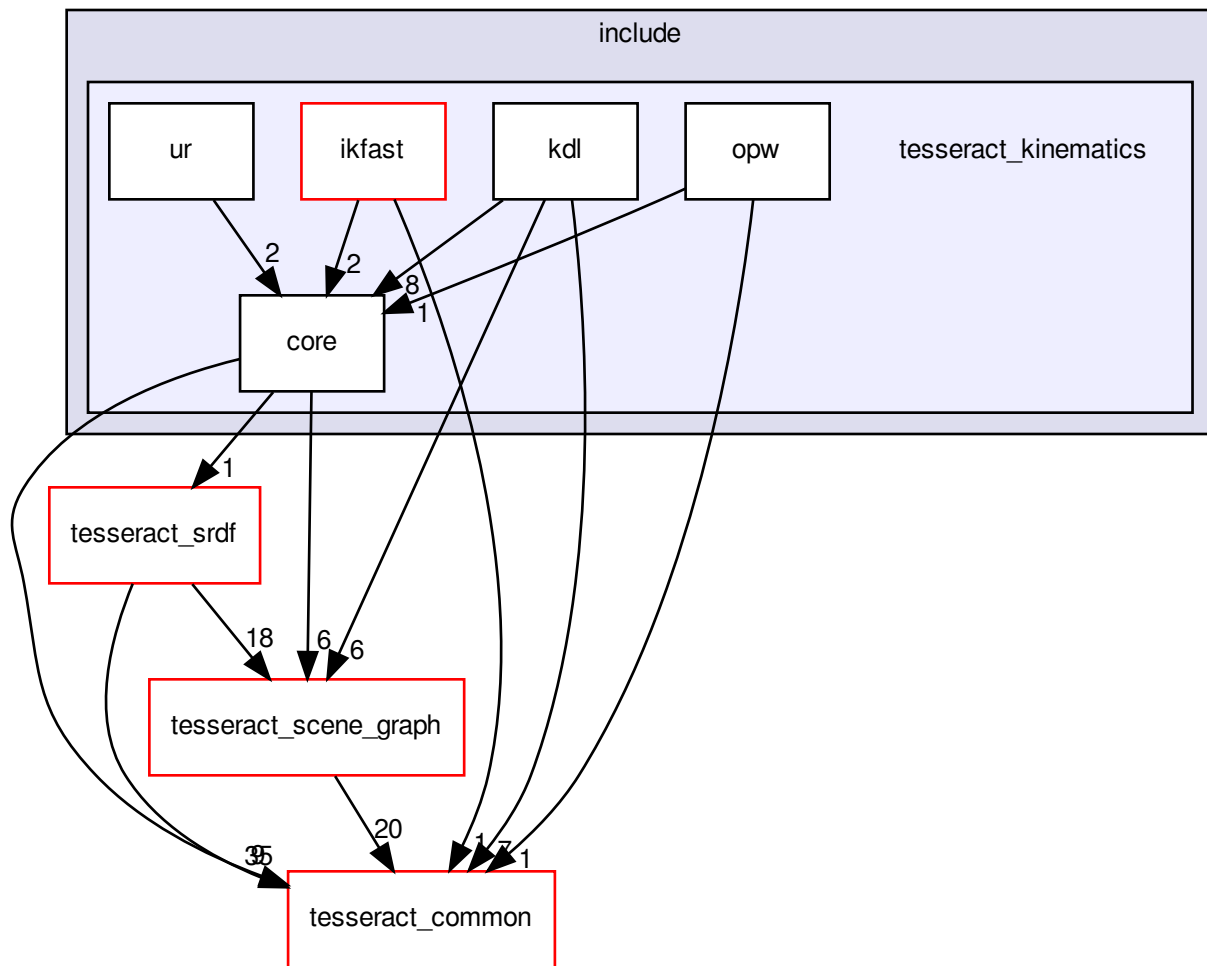 include
ur
ikfast
kdl
opw
tesseract_kinematics
2
2
8
1
core
1
tesseract_srdf
18
6
6
tesseract_scene_graph
20
1
7
1
tesseract_common